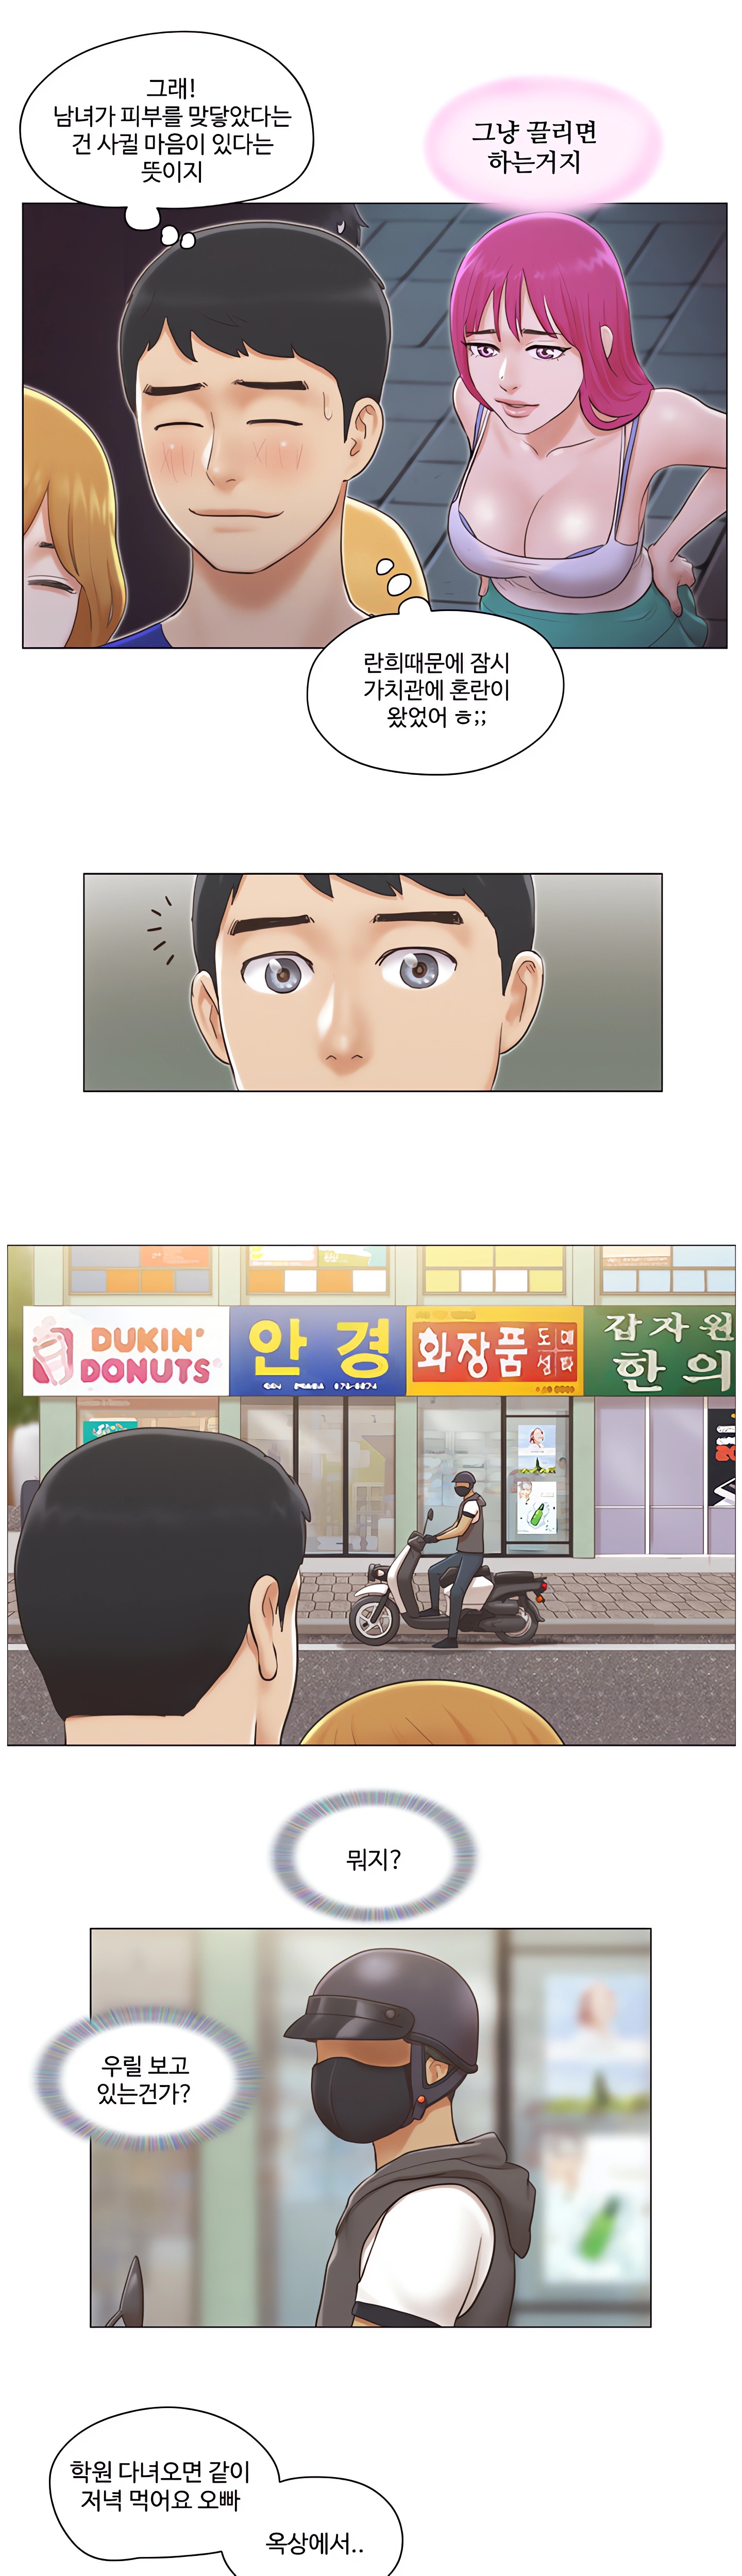 그래!
남녀가 피부를 맞닿았다는
건 사귈 마음이 있다는
뜻이지
그냥 끌리면
하는거지
란희때문에 잠시
가치관에 혼란이
왔었어 ㅎ;;
DUKIN'
DONUTS
안경
화장품
도매
갑자원
한의
뭐지?
우릴 보고
있는건가?
학원 다녀오면 같이
저녁 먹어요 오빠
옥상에서..